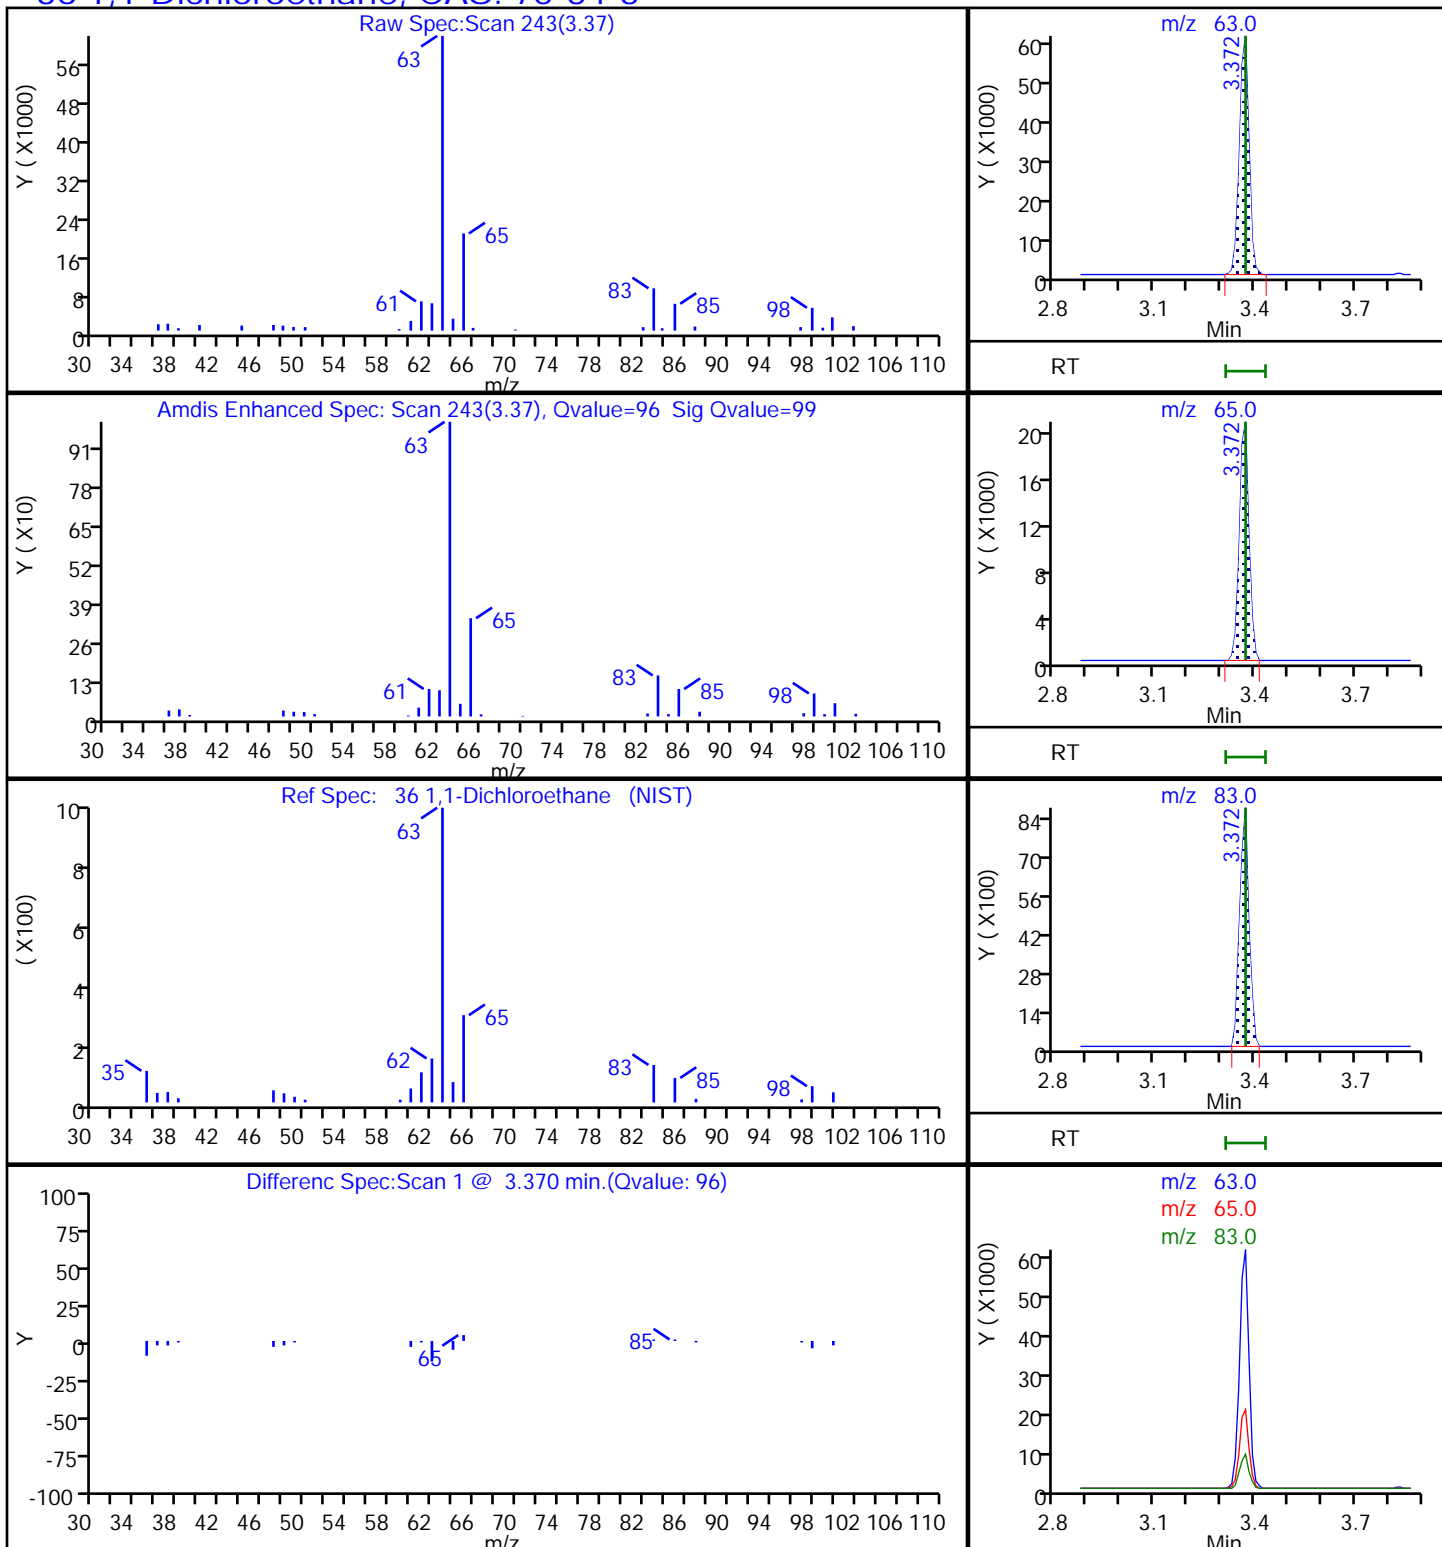 Raw Spec:Scan 243(3.37)
Y ( X1000)
56
48
40
32
24
16
8
0
63
65
61
83
85
98
30 34 38 42 46 50 54 58 62 66 70 74 78 82 86 90 94 98 102 106 110
m/z
m/z 63.0
Y ( X1000)
60
50
40
30
20
10
0
3.372
2.8 3.1 3.4 3.7
Min
RT
Amdis Enhanced Spec: Scan 243(3.37), Qvalue=96 Sig Qvalue=99
Y ( X10)
91
78
65
52
39
26
13
0
63
65
61
83
85
98
30 34 38 42 46 50 54 58 62 66 70 74 78 82 86 90 94 98 102 106 110
m/z
m/z 65.0
Y ( X1000)
20
16
12
8
4
0
3.372
2.8 3.1 3.4 3.7
Min
RT
Ref Spec: 36 1,1-Dichloroethane (NIST)
( X100)
10
8
6
4
2
0
63
65
35
62
83
85
98
30 34 38 42 46 50 54 58 62 66 70 74 78 82 86 90 94 98 102 106 110
m/z 83.0
Y ( X100)
84
70
56
42
28
14
0
3.372
2.8 3.1 3.4 3.7
Min
RT
Differenc Spec:Scan 1 @ 3.370 min.(Qvalue: 96)
Y
100
75
50
25
0
-25
-50
-75
-100
65
85
30 34 38 42 46 50 54 58 62 66 70 74 78 82 86 90 94 98 102 106 110
m/z
m/z 63.0
m/z 65.0
m/z 83.0
Y ( X1000)
60
50
40
30
20
10
0
2.8 3.1 3.4 3.7
Min